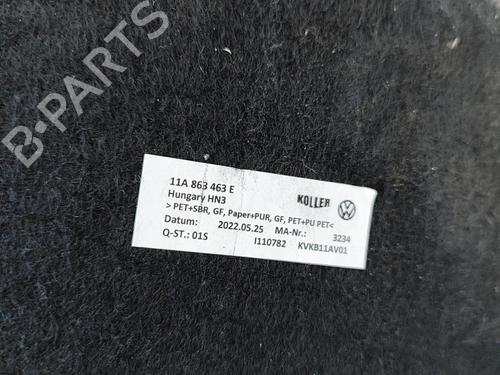 B-PARTS
11A 863 463 E
KOLLER
Hungary HN3
> PET+SBR, GF, Paper+PUR, GF, PET+PU PET<
Datum: 2022.05.25 MA-Nr.: 3234
Q-ST.: 01S I110782 KVKB11AV01